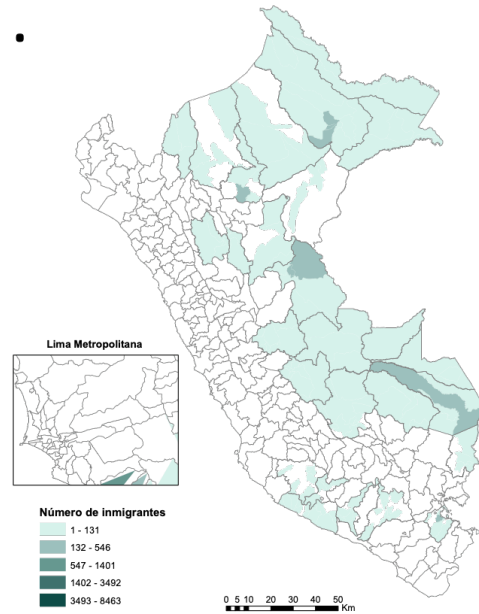 Lima Metropolitana
Número de inmigrantes
1 - 131
132 - 546
547 - 1401
1402 - 3492
3493 - 8463
0 5 10 20 30 40 50
Km